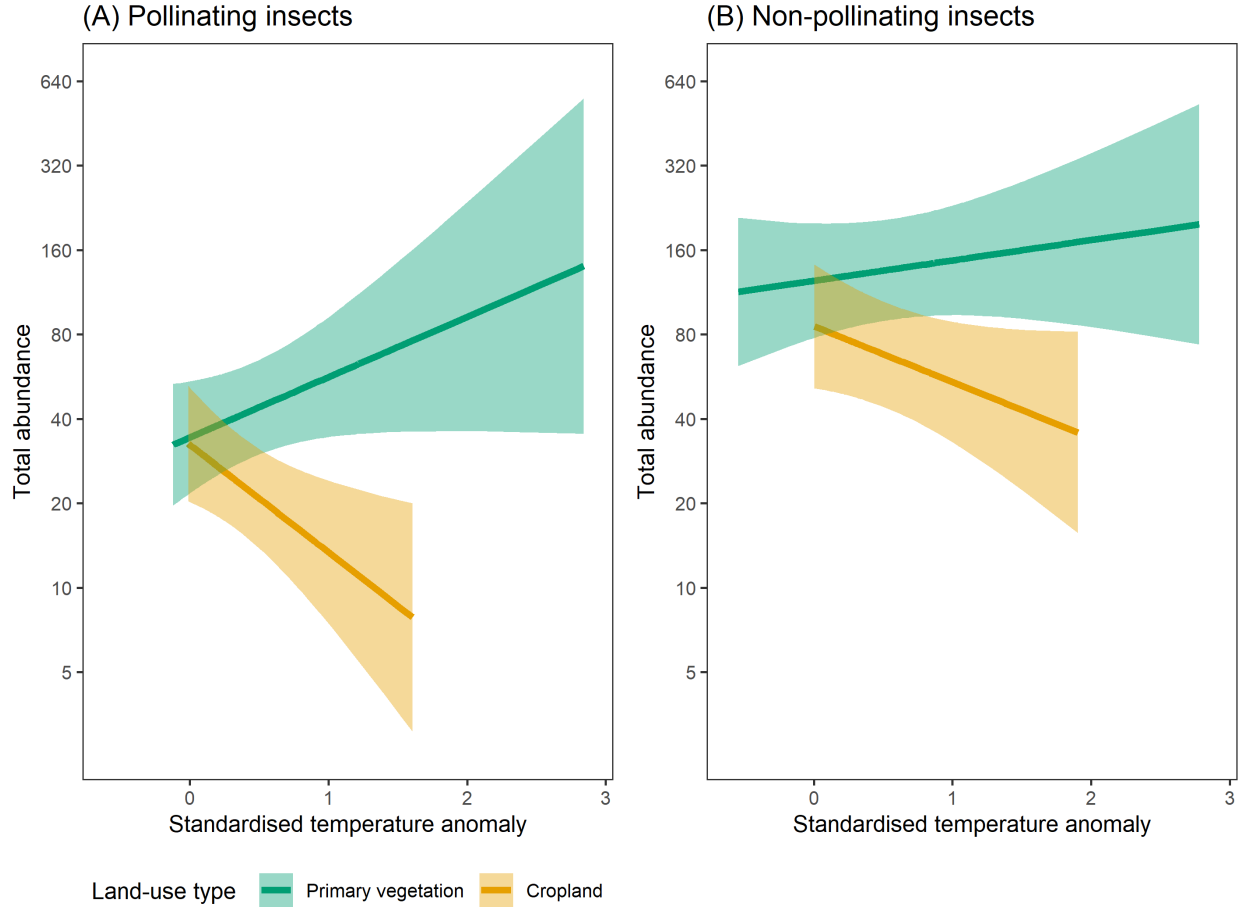 (A) Pollinating insects
640
320
160
80
40
20
10
5
Total abundance
0 1 2 3
Standardised temperature anomaly
(B) Non-pollinating insects
640
320
160
80
40
20
10
5
Total abundance
0 1 2 3
Standardised temperature anomaly
Land-use type Primary vegetation Cropland